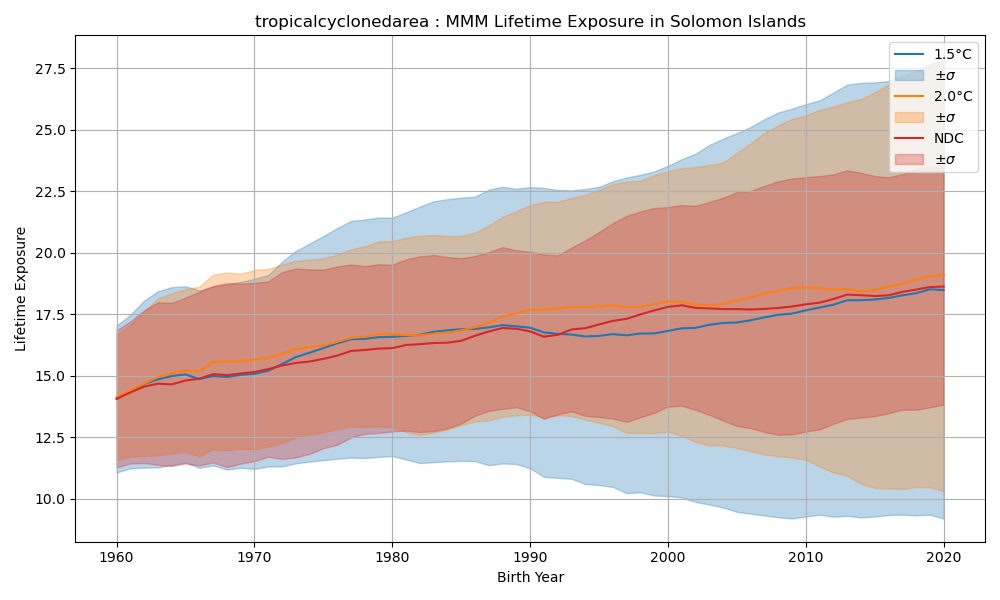 tropicalcyclonedarea : MMM Lifetime Exposure in Solomon Islands
27.5
25.0
22.5
20.0
17.5
15.0
12.5
10.0
Lifetime Exposure
1960
1970
1980
1990
2000
2010
2020
Birth Year
1.5°C
±σ
2.0°C
±σ
NDC
±σ